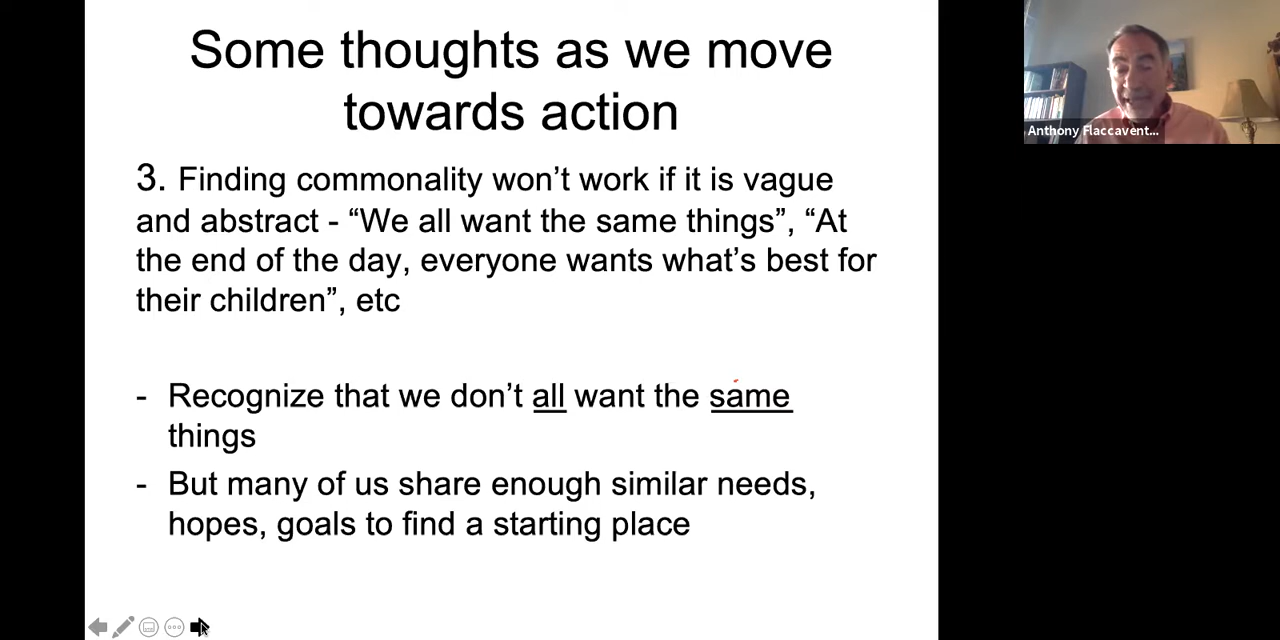 Some thoughts as we move
towards action
3. Finding commonality won’t work if it is vague
and abstract - “We all want the same things”, “At
the end of the day, everyone wants what’s best for
their children”, etc
- Recognize that we don’t all want the same
things
- But many of us share enough similar needs,
hopes, goals to find a starting place
Anthony Flaccavent...